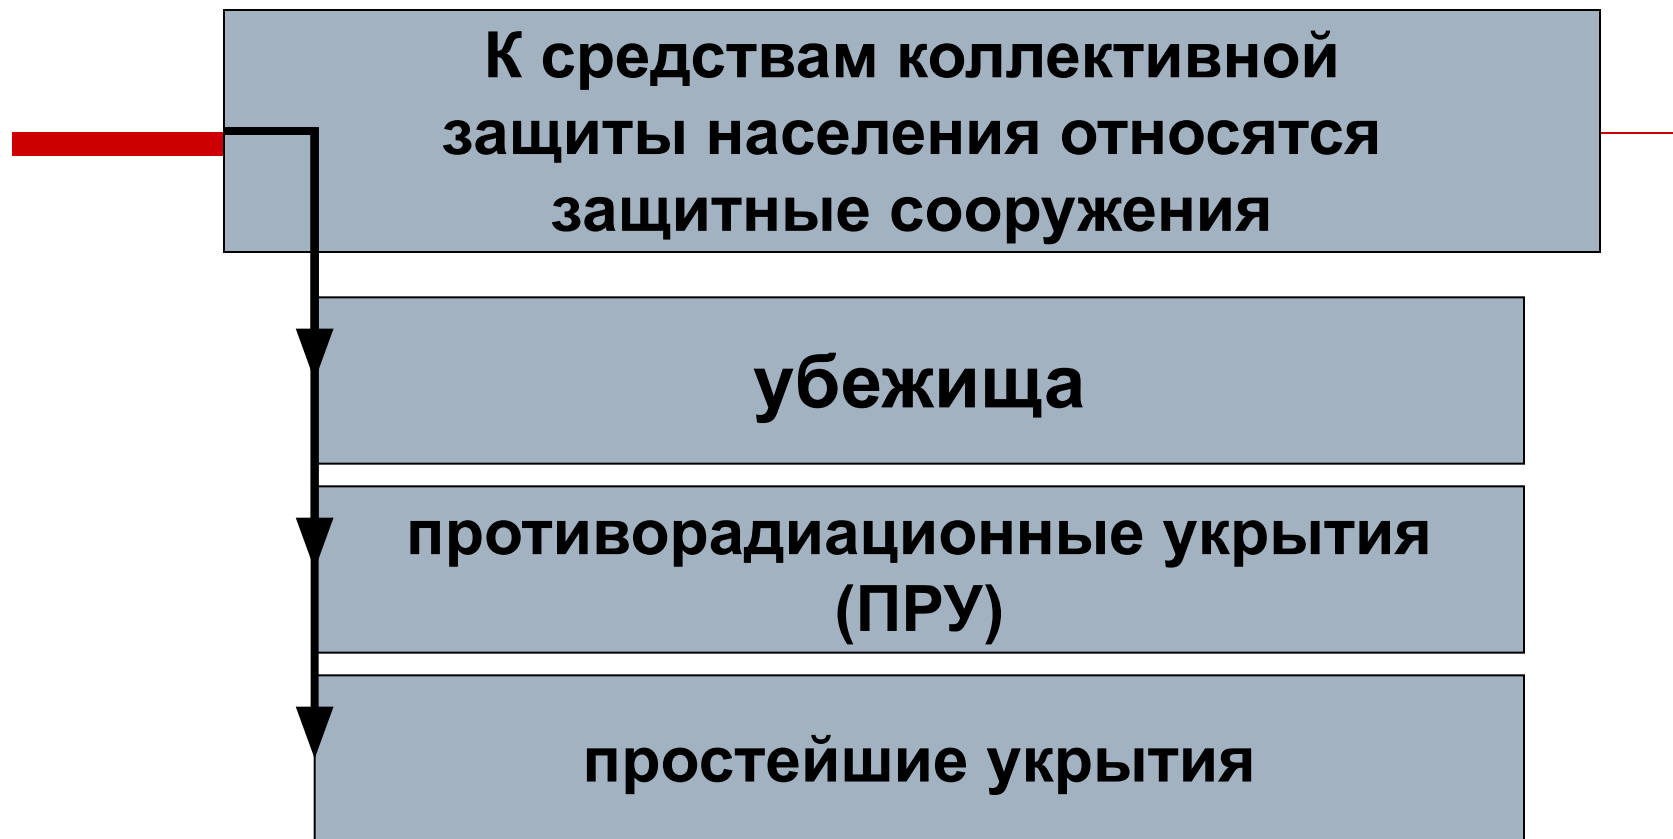 К средствам коллективной
защиты населения относятся
защитные сооружения
убежища
противорадиационные укрытия
(ПРУ)
простейшие укрытия